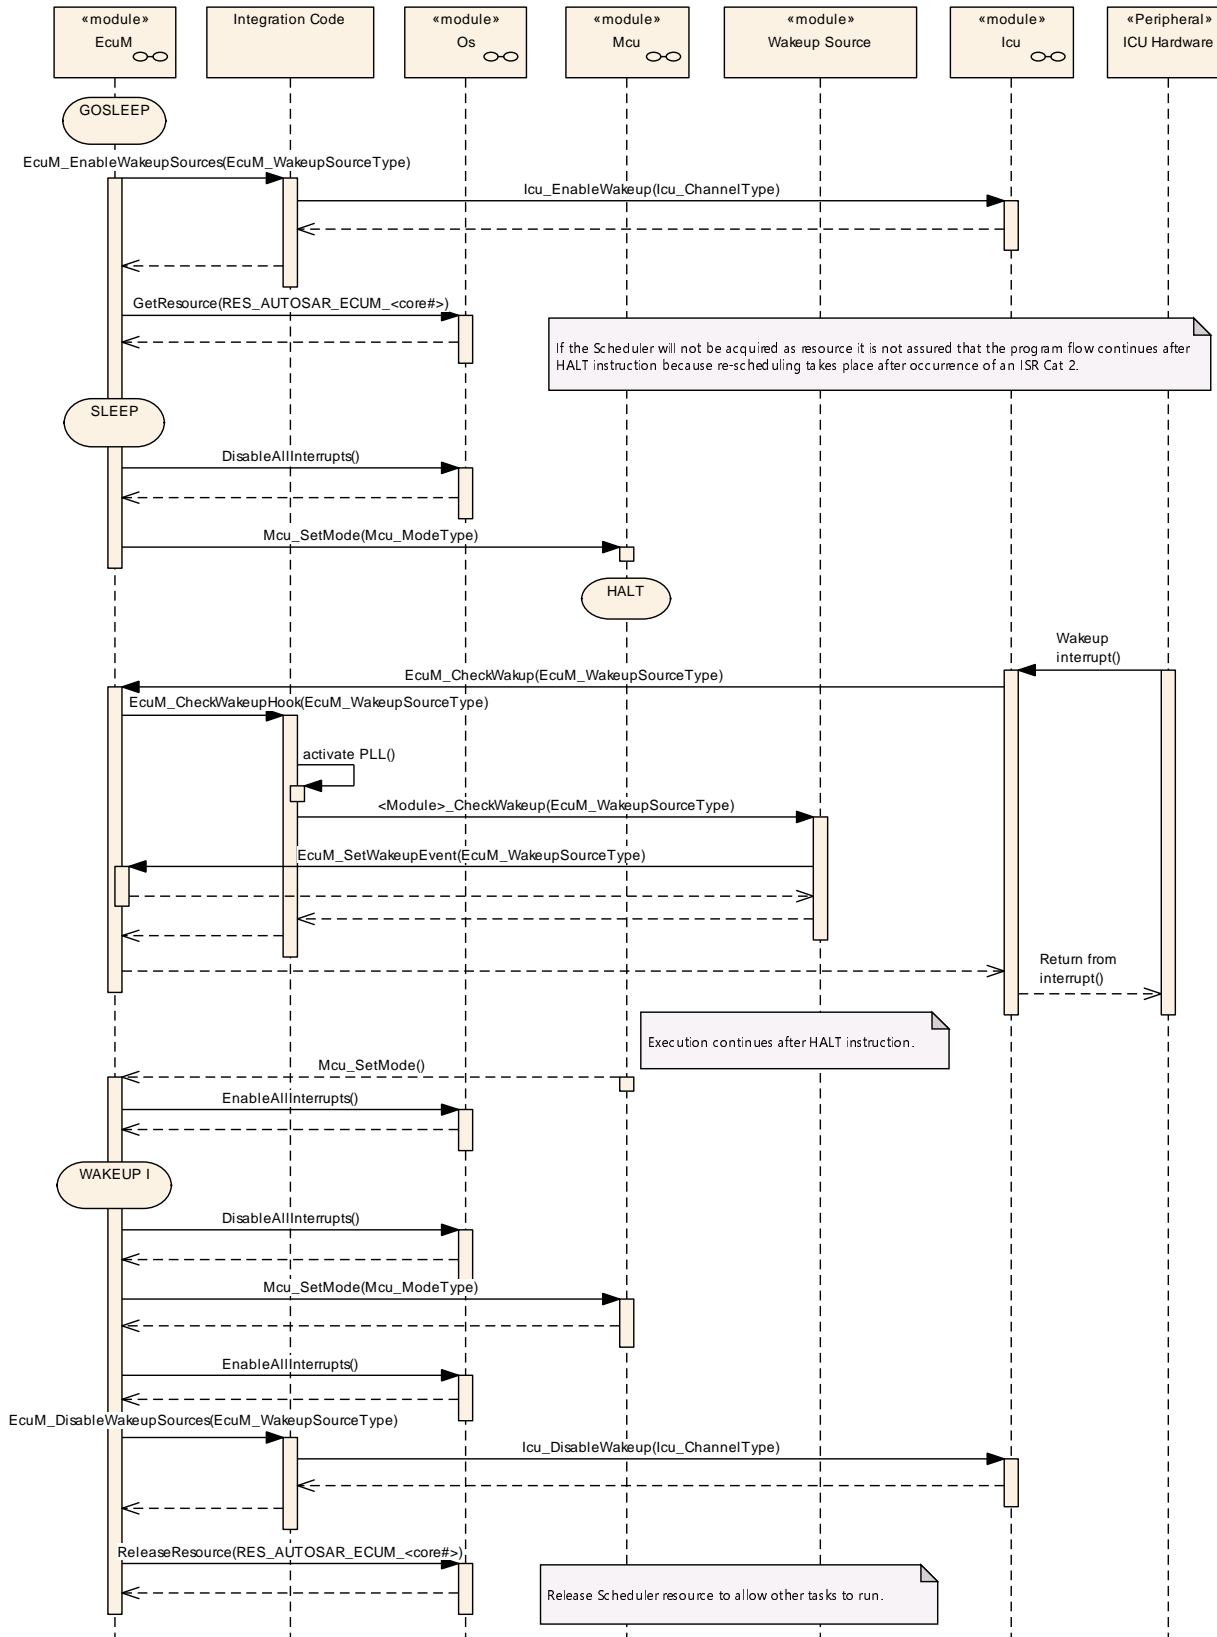 «module»
EcuM
Integration Code
«module»
Os
«module»
Mcu
«module»
Wakeup Source
«module»
Icu
«Peripheral»
ICU Hardware
GOSLEEP
EcuM_EnableWakeupSources(EcuM_WakeupSourceType)
Icu_EnableWakeup(Icu_ChannelType)
GetResource(RES_AUTOSAR_ECUM_<core#>)
If the Scheduler will not be acquired as resource it is not assured that the program flow continues after
HALT instruction because re-scheduling takes place after occurrence of an ISR Cat 2.
SLEEP
DisableAllInterrupts()
Mcu_SetMode(Mcu_ModeType)
HALT
Wakeup
interrupt()
EcuM_CheckWakup(EcuM_WakeupSourceType)
EcuM_CheckWakeupHook(EcuM_WakeupSourceType)
activate PLL()
<Module>_CheckWakeup(EcuM_WakeupSourceType)
EcuM_SetWakeupEvent(EcuM_WakeupSourceType)
Return from
interrupt()
Execution continues after HALT instruction.
Mcu_SetMode()
EnableAllInterrupts()
WAKEUP I
DisableAllInterrupts()
Mcu_SetMode(Mcu_ModeType)
EnableAllInterrupts()
EcuM_DisableWakeupSources(EcuM_WakeupSourceType)
Icu_DisableWakeup(Icu_ChannelType)
ReleaseResource(RES_AUTOSAR_ECUM_<core#>)
Release Scheduler resource to allow other tasks to run.